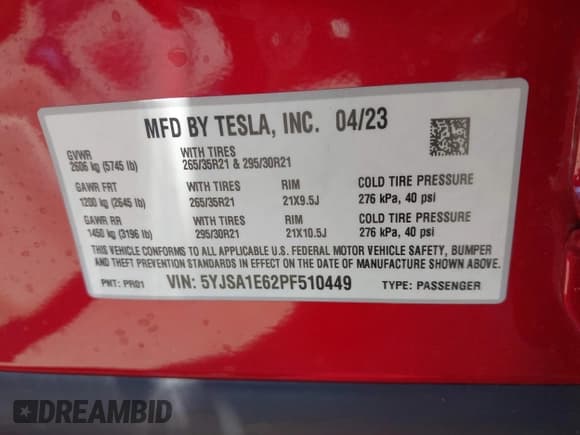 MFD BY TESLA, INC. 04/23
GVWR
2606 kg (5745 lb)
WITH TIRES
265/35R21 & 295/30R21
GAWR FRT WITH TIRES RIM COLD TIRE PRESSURE
1200 kg (2645 lb) 265/35R21 21X9.5J 276 kPa, 40 psi
GAWR RR WITH TIRES RIM COLD TIRE PRESSURE
1450 kg (3196 lb) 295/30R21 21X10.5J 276 kPa, 40 psi
THIS VEHICLE CONFORMS TO ALL APPLICABLE U.S. FEDERAL MOTOR VEHICLE SAFETY, BUMPER
AND THEFT PREVENTION STANDARDS IN EFFECT ON THE DATE OF MANUFACTURE SHOWN ABOVE.
PMT: PR01 VIN: 5YJSA1E62PF510449 TYPE: PASSENGER
DREAMBID